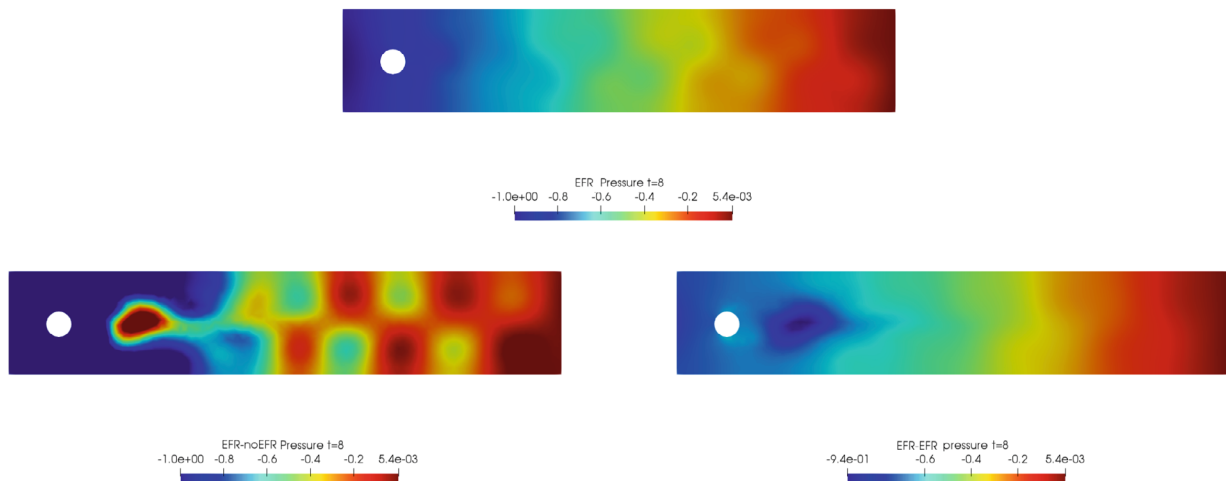 EFR Pressure t=8
-1.0e+00 -0.8 -0.6 -0.4 -0.2 5.4e-03
EFR-noEFR Pressure t=8
-1.0e+00 -0.8 -0.6 -0.4 -0.2 5.4e-03
EFR-EFR pressure t=8
-9.4e-01 -0.6 -0.4 -0.2 5.4e-03